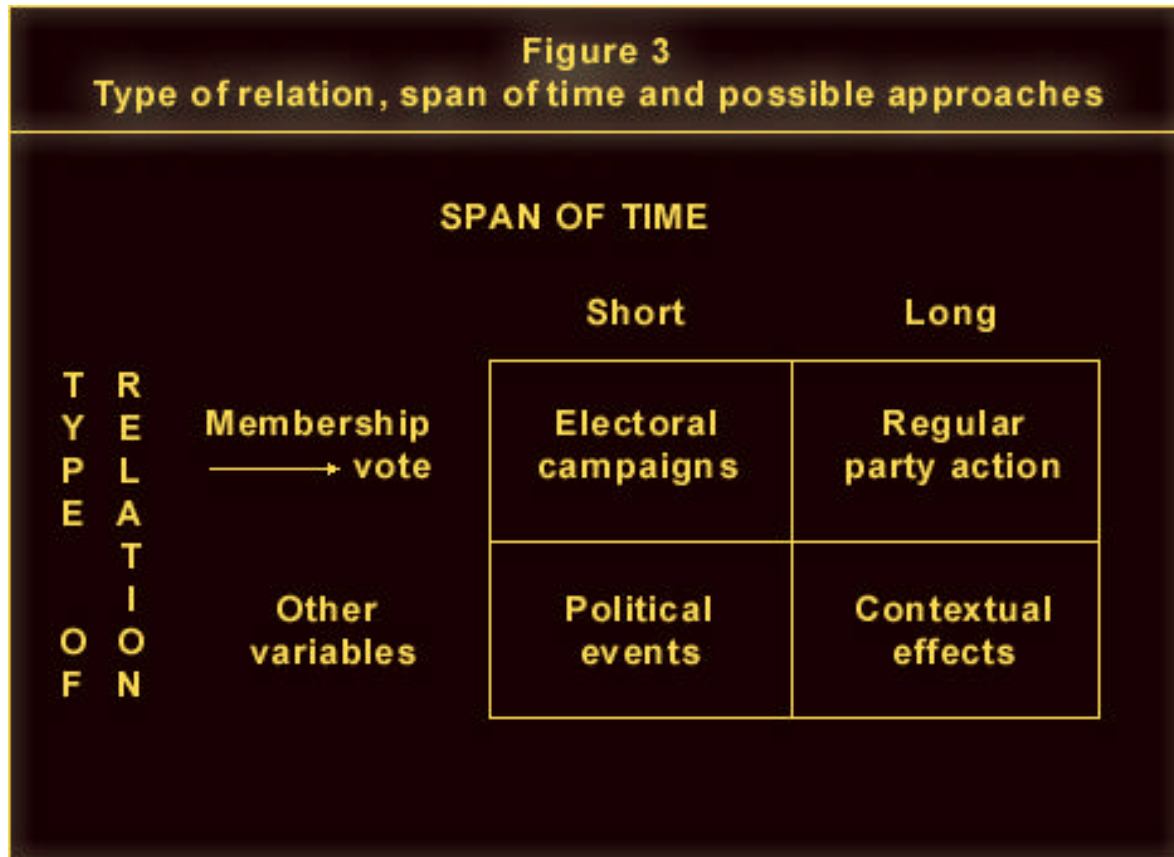 Figure 3
Type of relation, span of time and possible approaches
SPAN OF TIME
Short Long
TYPE OF
RELATION
Membership
vote
Electoral
campaigns
Regular
party action
Other
variables
Political
events
Contextual
effects